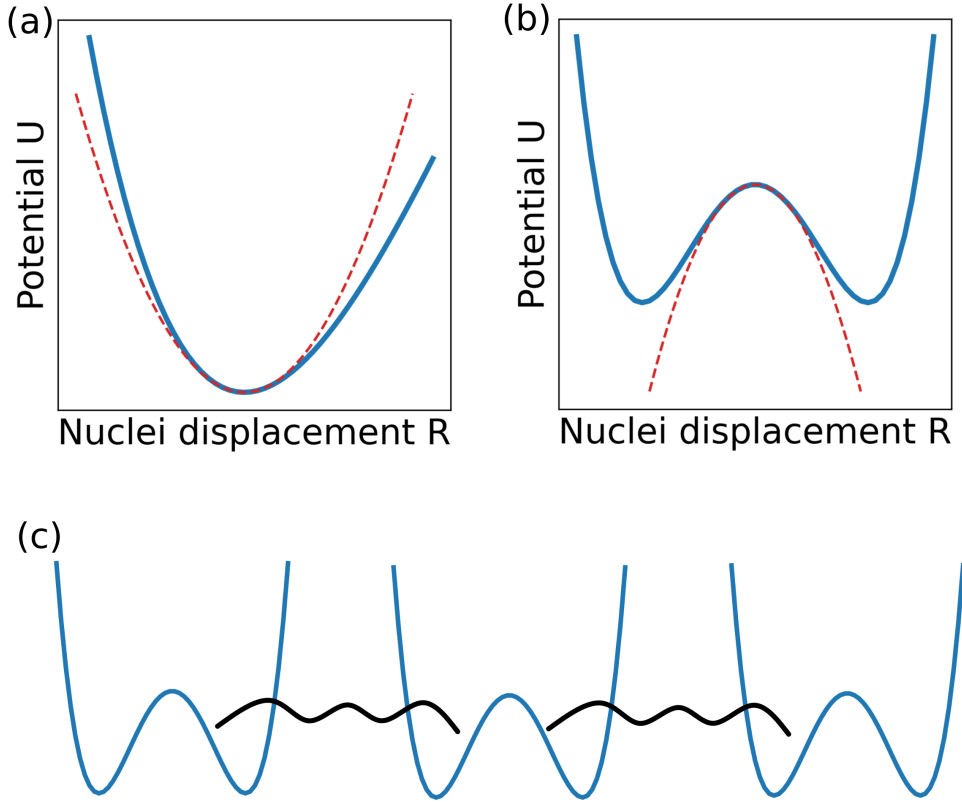 (a)
Potential U
Nuclei displacement R
(b)
Potential U
Nuclei displacement R
(c)